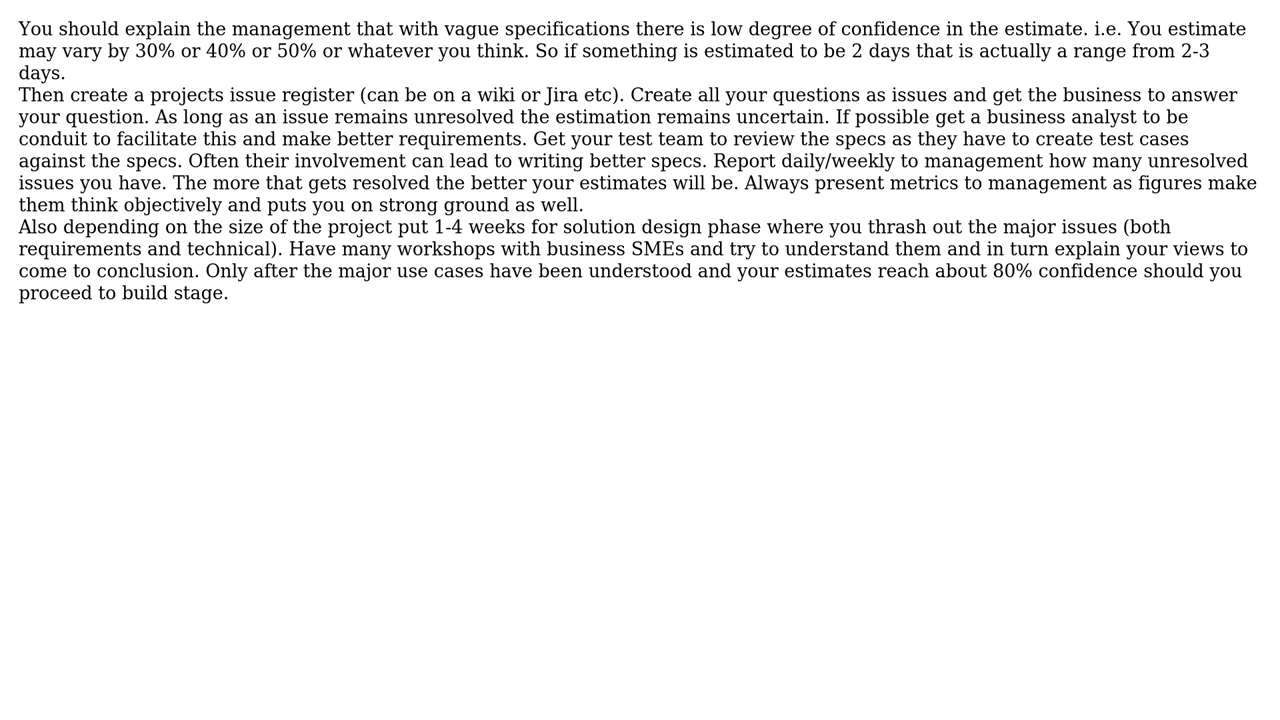 You should explain the management that with vague specifications there is low degree of confidence in the estimate. i.e. You estimate
may vary by 30% or 40% or 50% or whatever you think. So if something is estimated to be 2 days that is actually a range from 2-3
days.
Then create a projects issue register (can be on a wiki or Jira etc). Create all your questions as issues and get the business to answer
your question. As long as an issue remains unresolved the estimation remains uncertain. If possible get a business analyst to be
conduit to facilitate this and make better requirements. Get your test team to review the specs as they have to create test cases
against the specs. Often their involvement can lead to writing better specs. Report daily/weekly to management how many unresolved
issues you have. The more that gets resolved the better your estimates will be. Always present metrics to management as figures make
them think objectively and puts you on strong ground as well.
Also depending on the size of the project put 1-4 weeks for solution design phase where you thrash out the major issues (both
requirements and technical). Have many workshops with business SMEs and try to understand them and in turn explain your views to
come to conclusion. Only after the major use cases have been understood and your estimates reach about 80% confidence should you
proceed to build stage.